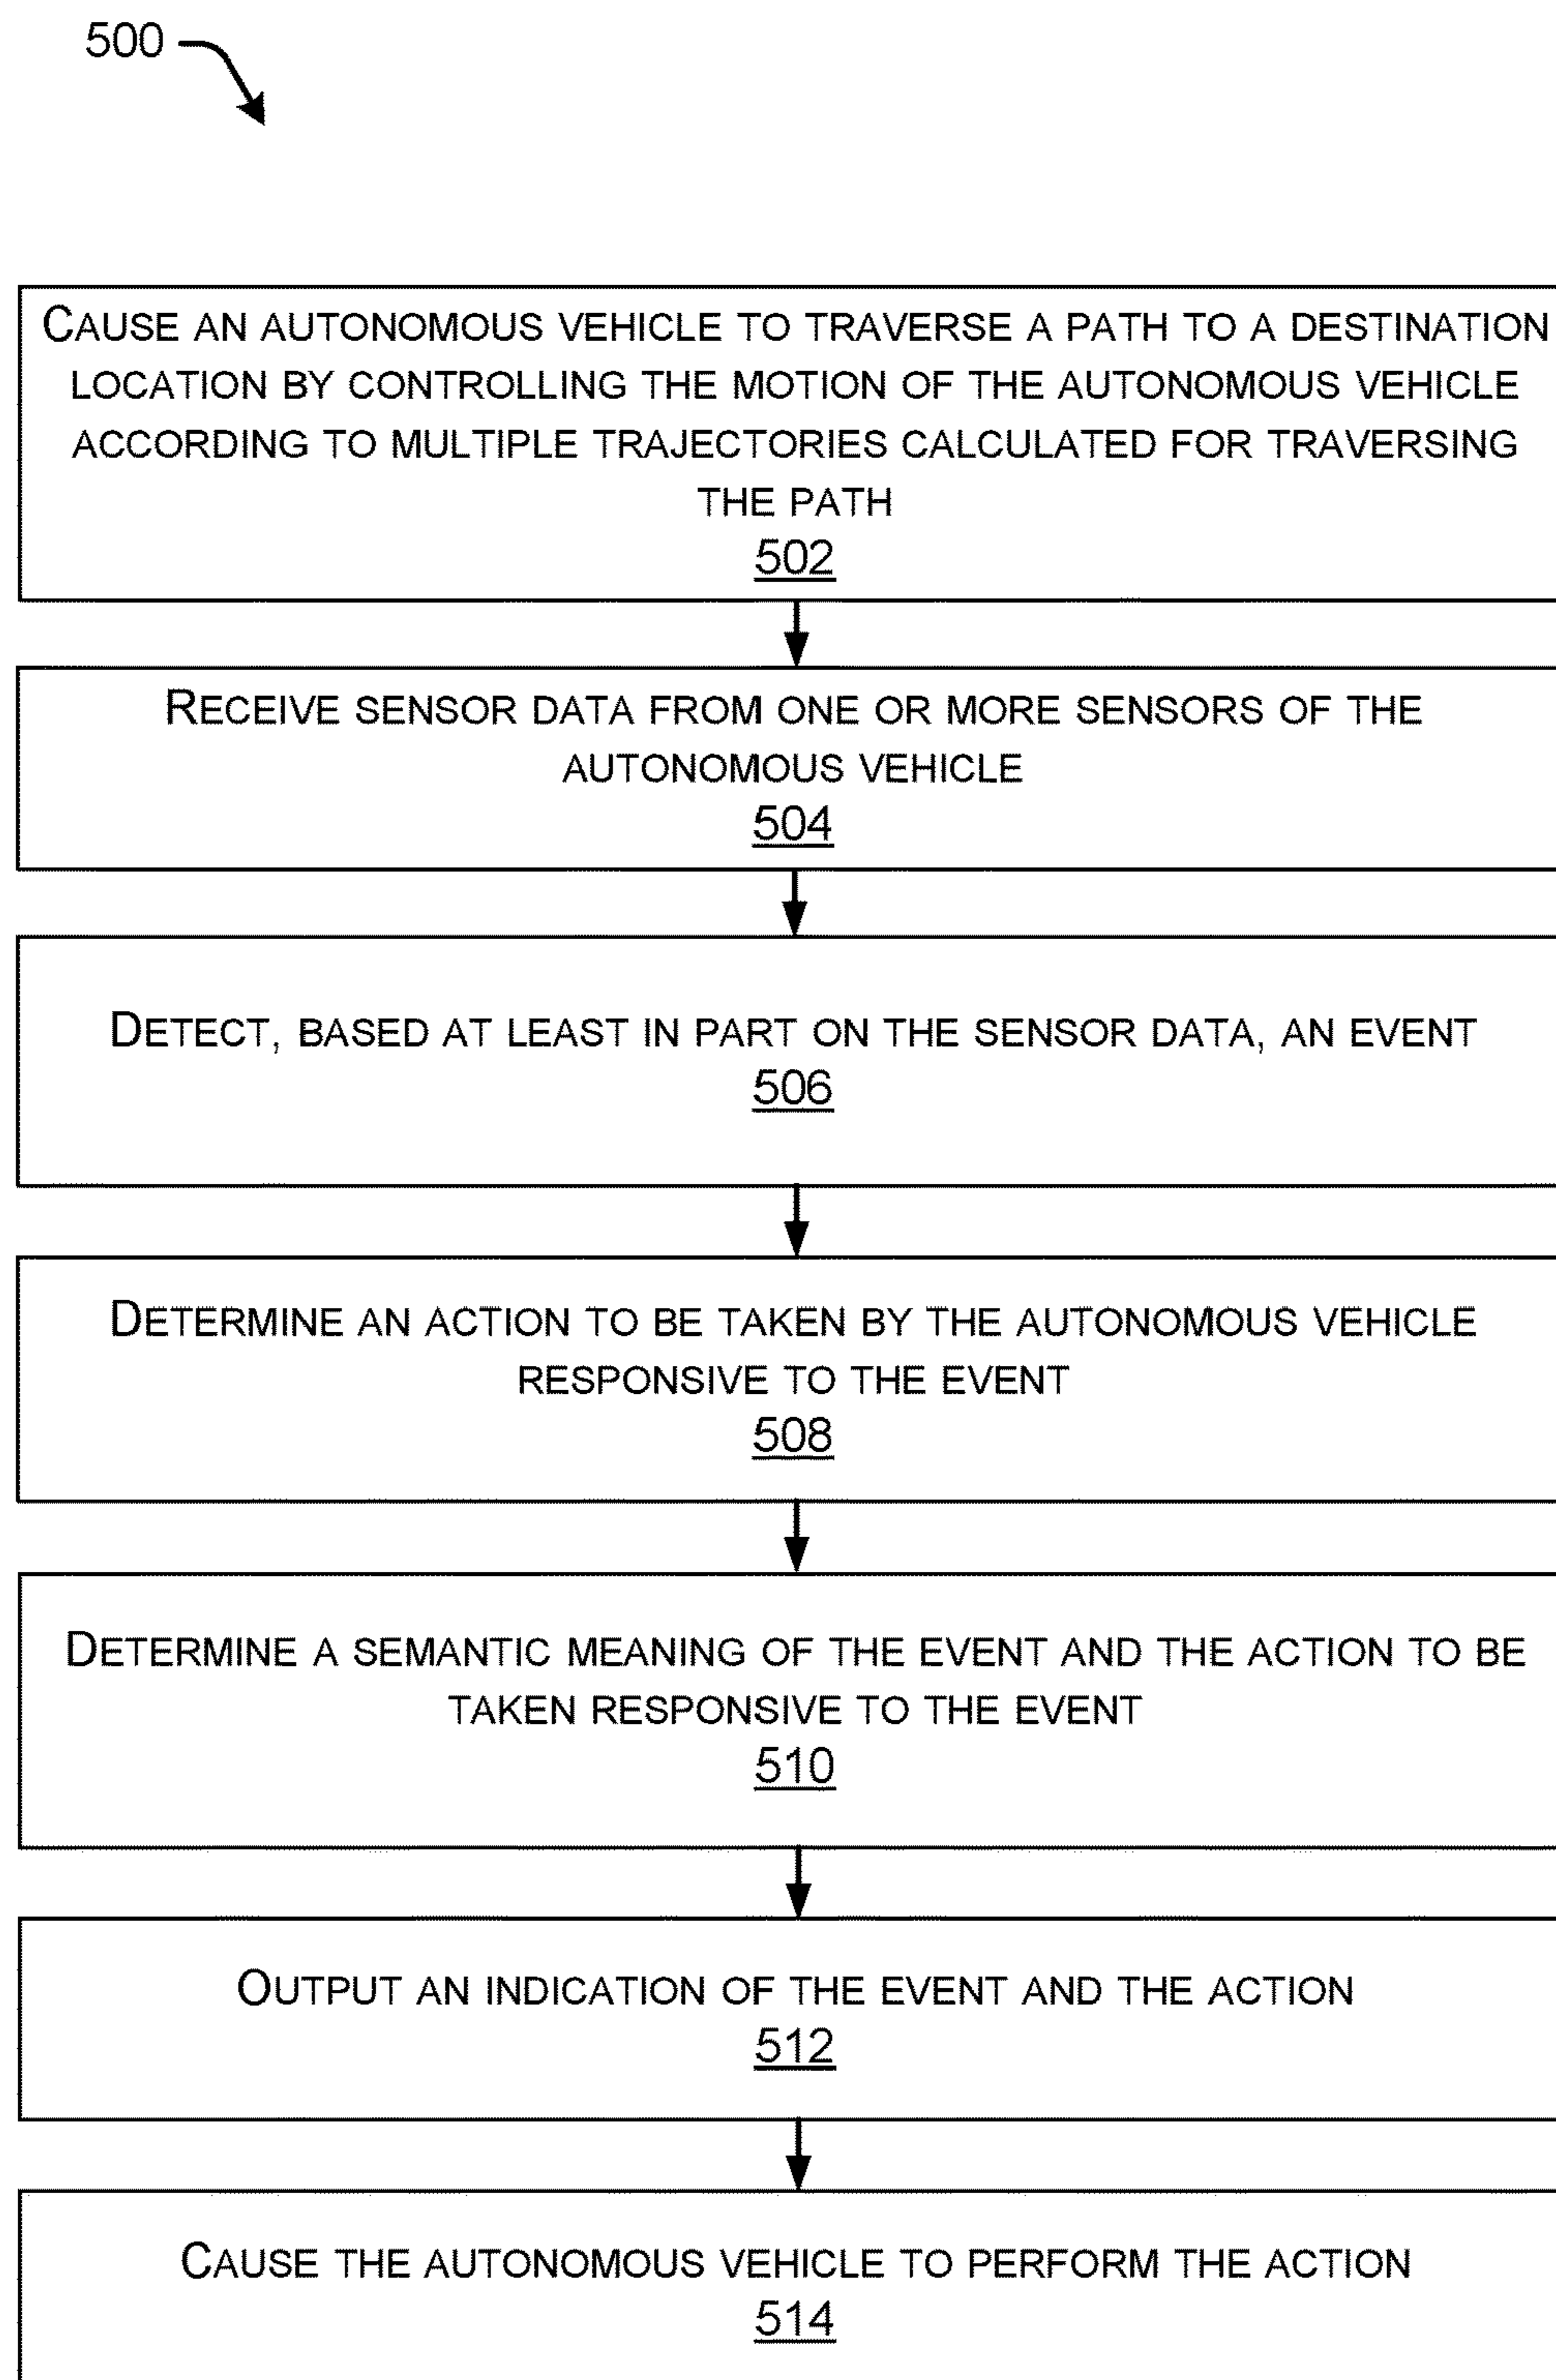 500
CAUSE AN AUTONOMOUS VEHICLE TO TRAVERSE A PATH TO A DESTINATION
LOCATION BY CONTROLLING THE MOTION OF THE AUTONOMOUS VEHICLE
ACCORDING TO MULTIPLE TRAJECTORIES CALCULATED FOR TRAVERSING
THE PATH
502
RECEIVE SENSOR DATA FROM ONE OR MORE SENSORS OF THE
AUTONOMOUS VEHICLE
504
DETECT, BASED AT LEAST IN PART ON THE SENSOR DATA, AN EVENT
506
DETERMINE AN ACTION TO BE TAKEN BY THE AUTONOMOUS VEHICLE
RESPONSIVE TO THE EVENT
508
DETERMINE A SEMANTIC MEANING OF THE EVENT AND THE ACTION TO BE
TAKEN RESPONSIVE TO THE EVENT
510
OUTPUT AN INDICATION OF THE EVENT AND THE ACTION
512
CAUSE THE AUTONOMOUS VEHICLE TO PERFORM THE ACTION
514